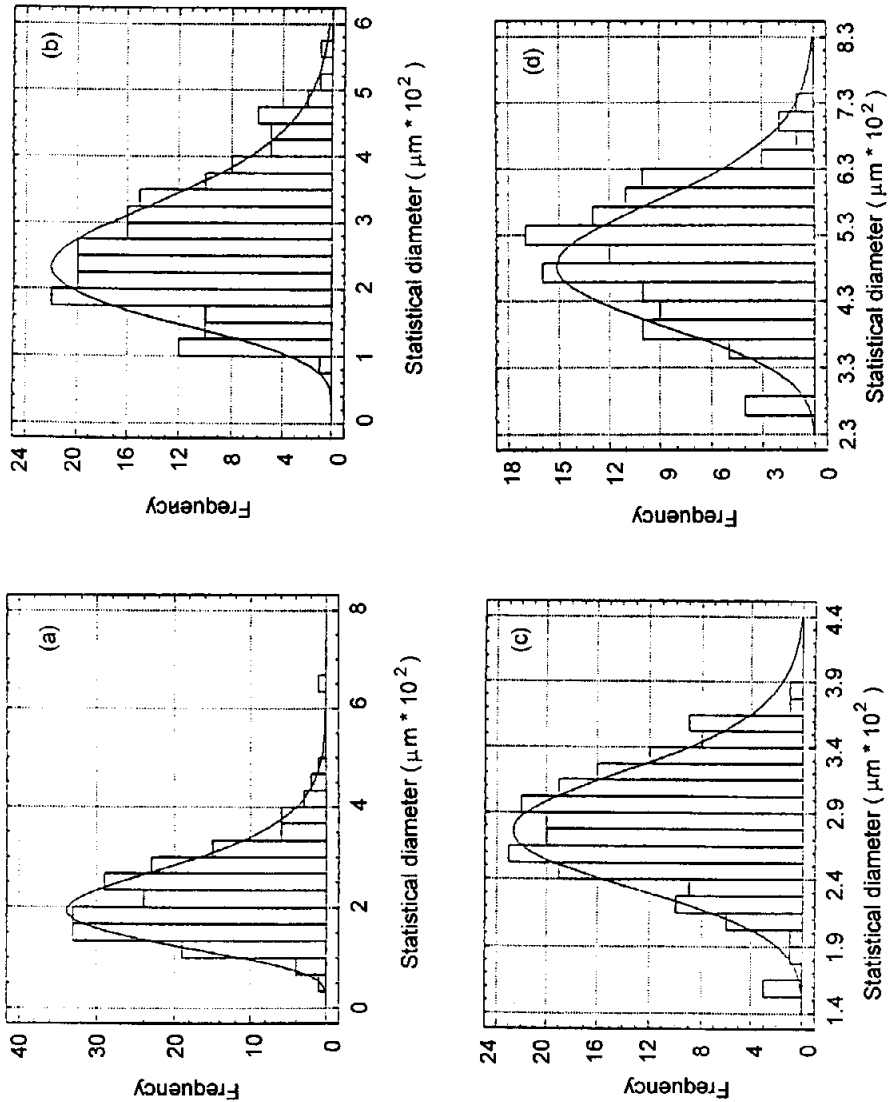 (a)
Frequency
40
30
20
10
0
0 2 4 6 8
Statistical diameter ( μm * 10²)
(b)
Frequency
24
20
16
12
8
4
0
0 1 2 3 4 5 6
Statistical diameter ( μm * 10²)
(c)
Frequency
24
20
16
12
8
4
0
1.4 1.9 2.4 2.9 3.4 3.9 4.4
Statistical diameter ( μm * 10²)
(d)
Frequency
18
15
12
9
6
3
0
2.3 3.3 4.3 5.3 6.3 7.3 8.3
Statistical diameter ( μm * 10²)